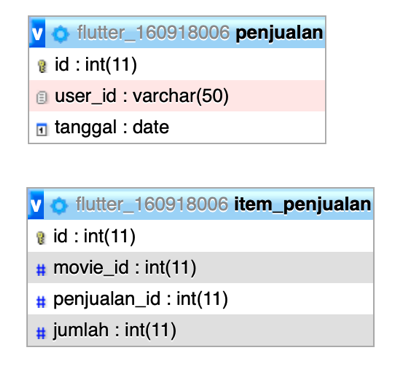 v flutter_160918006 penjualan
id : int(11)
user_id : varchar(50)
tanggal : date
v flutter_160918006 item_penjualan
id : int(11)
# movie_id : int(11)
# penjualan_id : int(11)
# jumlah : int(11)